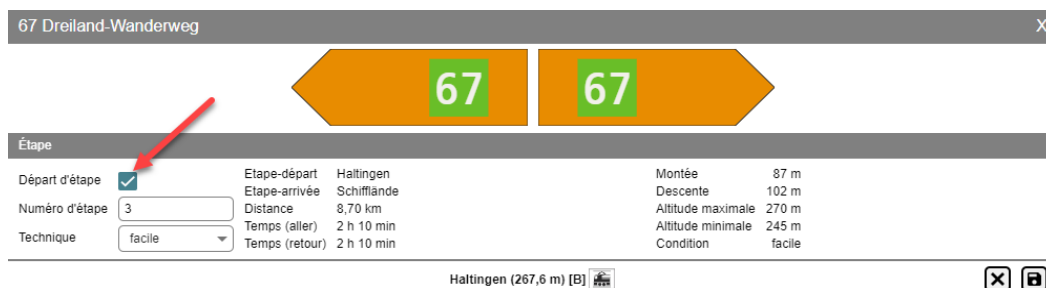 67 Dreiland-Wanderweg X
67 67
Étape
Départ d'étape
Numéro d'étape 3
Technique facile
Etape-départ Haltingen
Etape-arrivée Schifflände
Distance 8,70 km
Temps (aller) 2 h 10 min
Temps (retour) 2 h 10 min
Montée 87 m
Descente 102 m
Altitude maximale 270 m
Altitude minimale 245 m
Condition facile
Haltingen (267,6 m) [B]